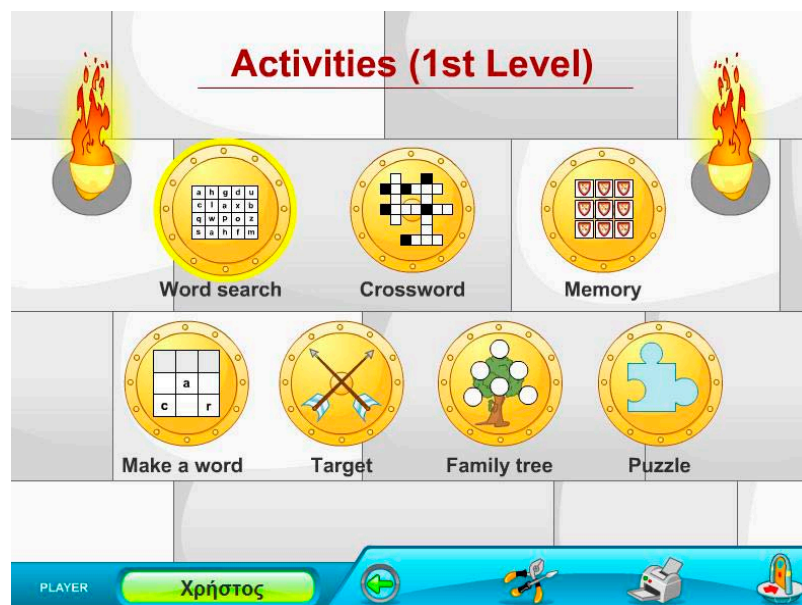 Activities (1st Level)
a h g d u
c l a x b
q w p o z
s a h f m
Word search
Crossword
Memory
a
c r
Make a word
Target
Family tree
Puzzle
PLAYER
Χρήστος